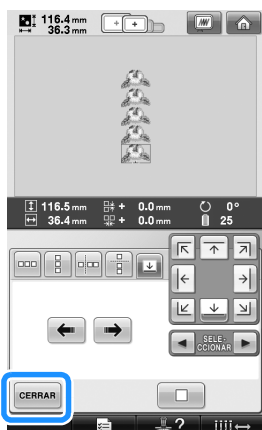 116.4 mm
36.3 mm
116.5 mm + 0.0 mm 0°
36.4 mm + 0.0 mm 25
SELE-
CCIONAR
CERRAR
?